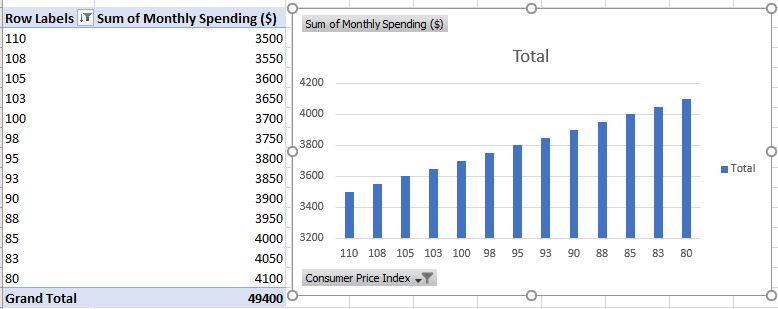 Row Labels Sum of Monthly Spending ($)
110 3500
108 3550
105 3600
103 3650
100 3700
98 3750
95 3800
93 3850
90 3900
88 3950
85 4000
83 4050
80 4100
Grand Total 49400
Sum of Monthly Spending ($)
Total
4200
4000
3800
3600
3400
3200
110 108 105 103 100 98 95 93 90 88 85 83 80
Total
Consumer Price Index